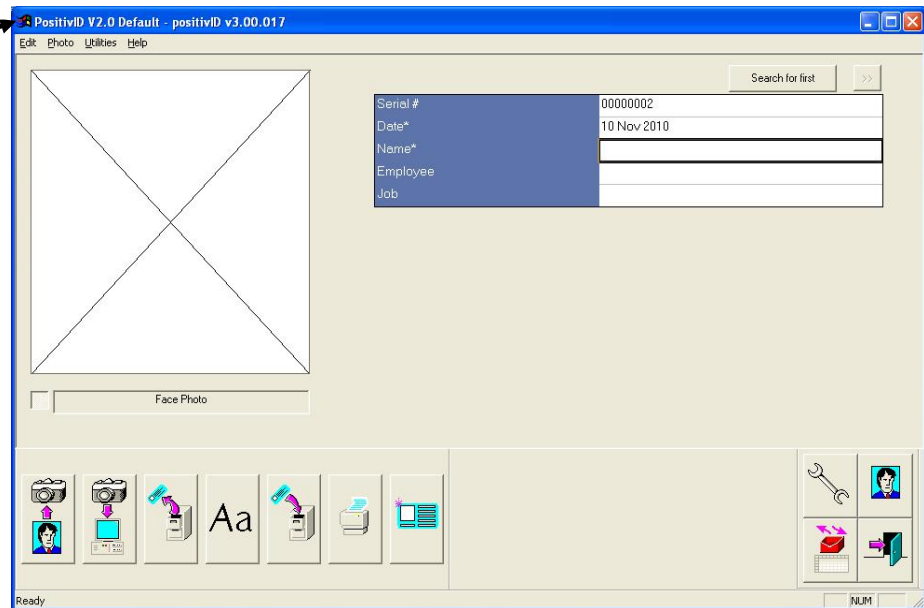 PositivID V2.0 Default - positivID v3.00.017
Edit Photo Utilities Help
Search for first >>
Serial # 00000002
Date* 10 Nov 2010
Name*
Employee
Job
Face Photo
Aa
Ready NUM